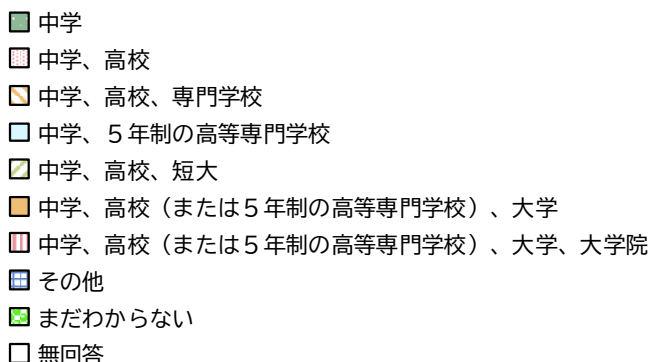 中学
中学、高校
中学、高校、専門学校
中学、５年制の高等専門学校
中学、高校、短大
中学、高校（または５年制の高等専門学校）、大学
中学、高校（または５年制の高等専門学校）、大学、大学院
その他
まだわからない
無回答